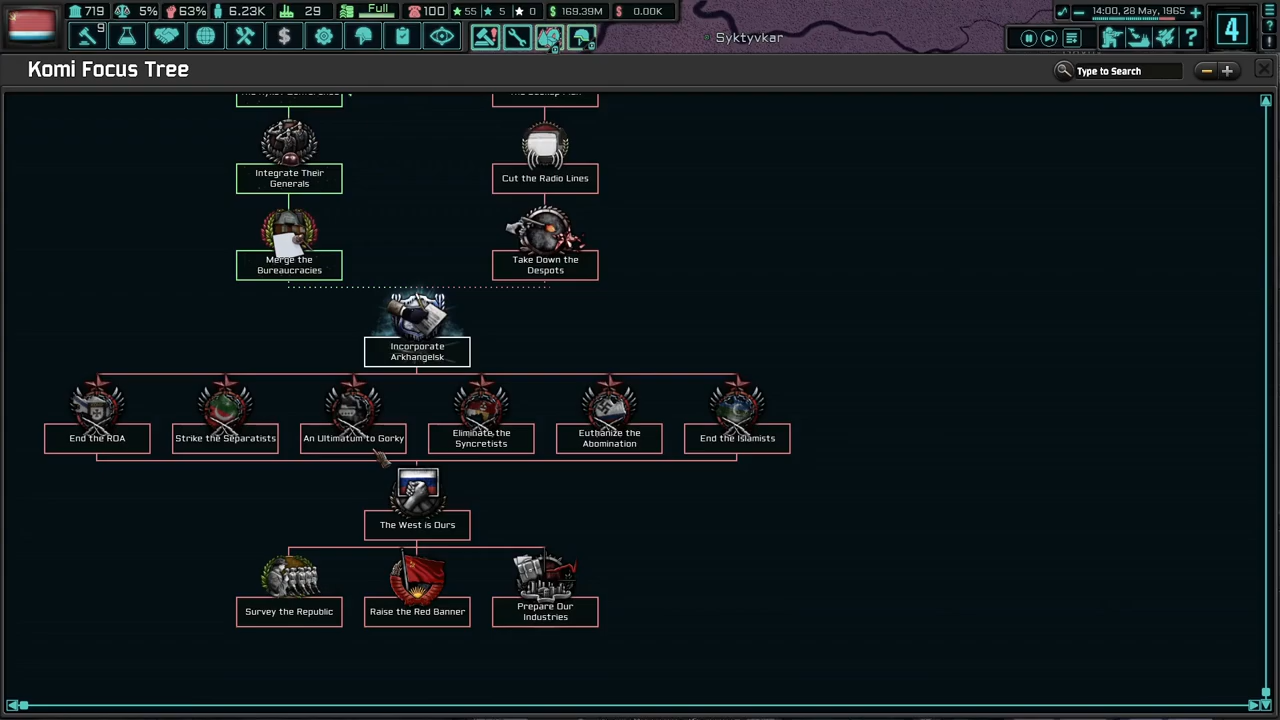 719 5% 63% 6.23K 29 Full 100 55 5 0 $ 169.39M $ 0.00K
14:00, 28 May, 1965
4
9
Syktyvkar
Komi Focus Tree
Type to Search
Integrate Their
Generals
Cut the Radio Lines
Merge the
Bureaucracies
Take Down the
Despots
Incorporate
Arkhangelsk
End the RDA
Strike the Separatists
An Ultimatum to Gorky
Eliminate the
Syncretists
Euthanize the
Abomination
End the Islamists
The West is Ours
Survey the Republic
Raise the Red Banner
Prepare Our
Industries